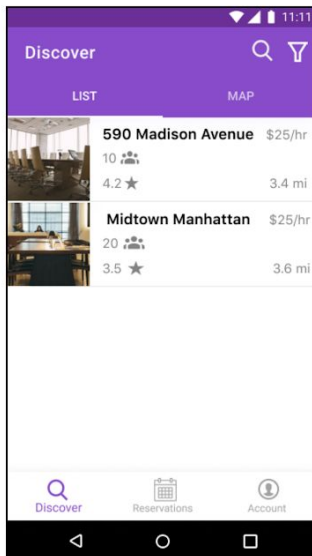 11:11
Discover
LIST MAP
590 Madison Avenue $25/hr
10
4.2 3.4 mi
Midtown Manhattan $25/hr
20
3.5 3.6 mi
Discover Reservations Account